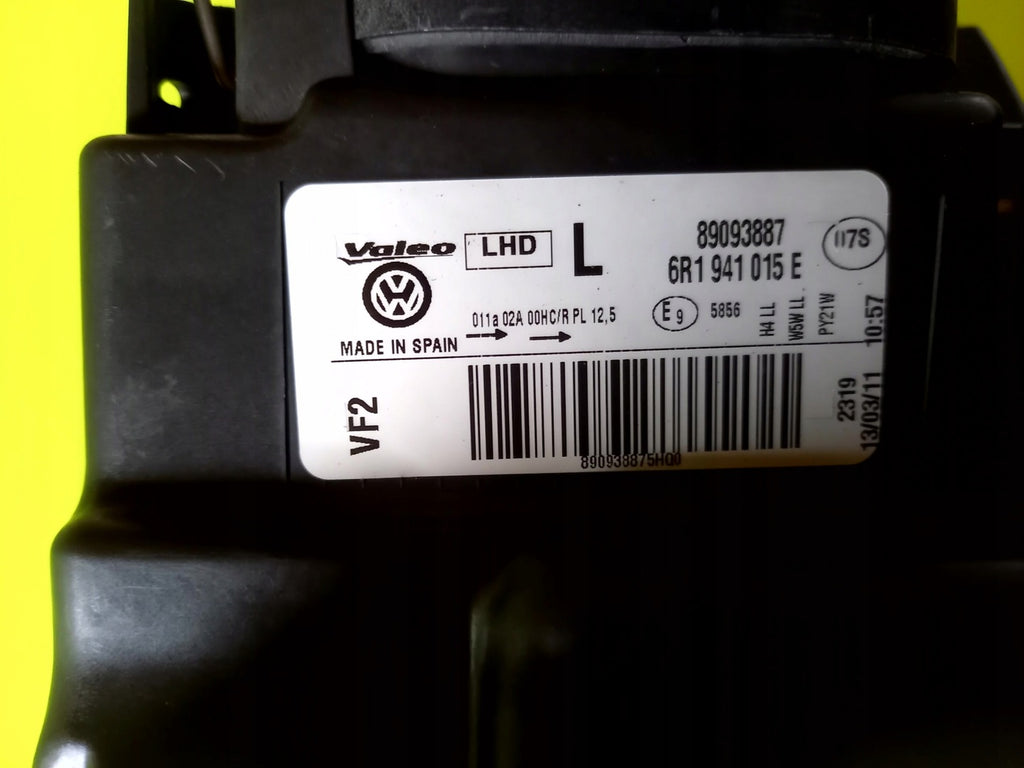 Valeo LHD L 89093887 117S
6R1 941 015 E
011a 02A 00HC/R PL 12,5 E9 5856
H4 LL
W5W LL
PY21W
MADE IN SPAIN
VF2
890938875HQ0
2319
13/03/11 10:57